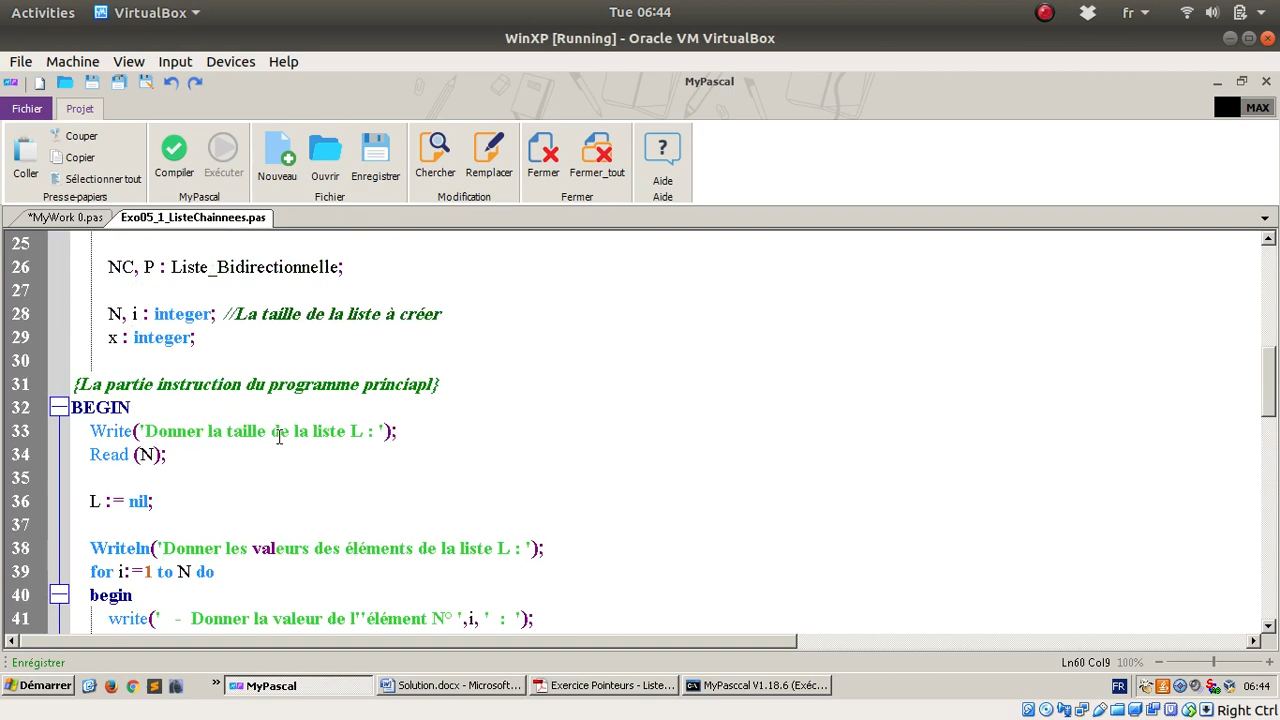 Activities VirtualBox Tue 06:44 fr
WinXP [Running] - Oracle VM VirtualBox
File Machine View Input Devices Help
MyPascal
Fichier Projet MAX
Coller Couper Copier Sélectionner tout Compiler Exécuter Nouveau Ouvrir Enregistrer Chercher Remplacer Fermer Fermer_tout ? Aide
Presse-papiers MyPascal Fichier Modification Fermer Aide
*MyWork 0.pas Exo05_1_ListeChainnees.pas
25
26 NC, P : Liste_Bidirectionnelle;
27
28 N, i : integer; //La taille de la liste à créer
29 x : integer;
30
31 {La partie instruction du programme princiapl}
32 BEGIN
33 Write('Donner la taille de la liste L : ');
34 Read (N);
35
36 L := nil;
37
38 Writeln('Donner les valeurs des éléments de la liste L : ');
39 for i:=1 to N do
40 begin
41 write(' - Donner la valeur de l''élément N° ',i, ' : ');
Enrégistrer Ln60 Col9 100%
Démarrer » MyPascal Solution.docx - Microsoft... Exercice Pointeurs - Liste... MyPasccal V1.18.6 (Exéc... FR 06:44
Right Ctrl